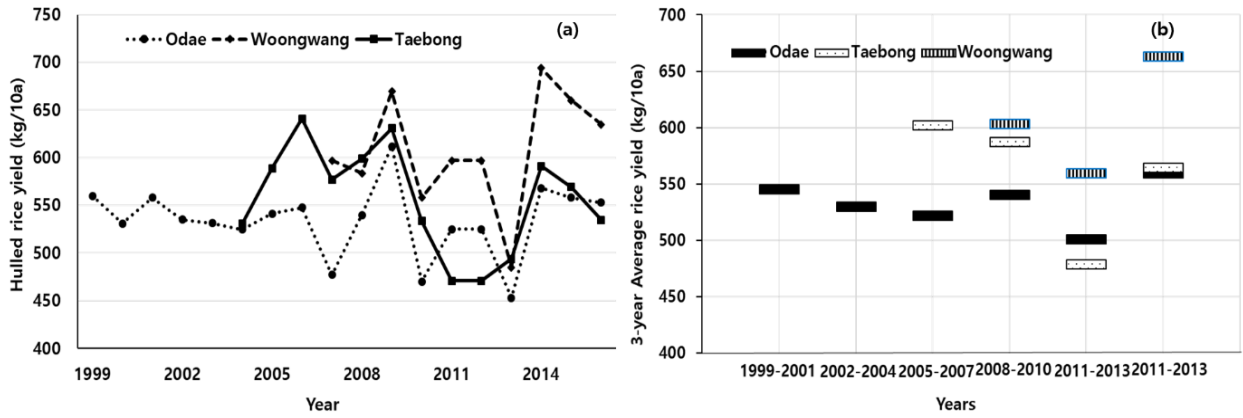 750
700
650
600
550
500
450
400
Hulled rice yield (kg/10a)
Odae Woongwang Taebong
(a)
1999 2002 2005 2008 2011 2014
Year
700
650
600
550
500
450
400
3-year Average rice yield (kg/10a)
(b)
Odae Taebong Woongwang
1999-2001 2002-2004 2005-2007 2008-2010 2011-2013 2011-2013
Years